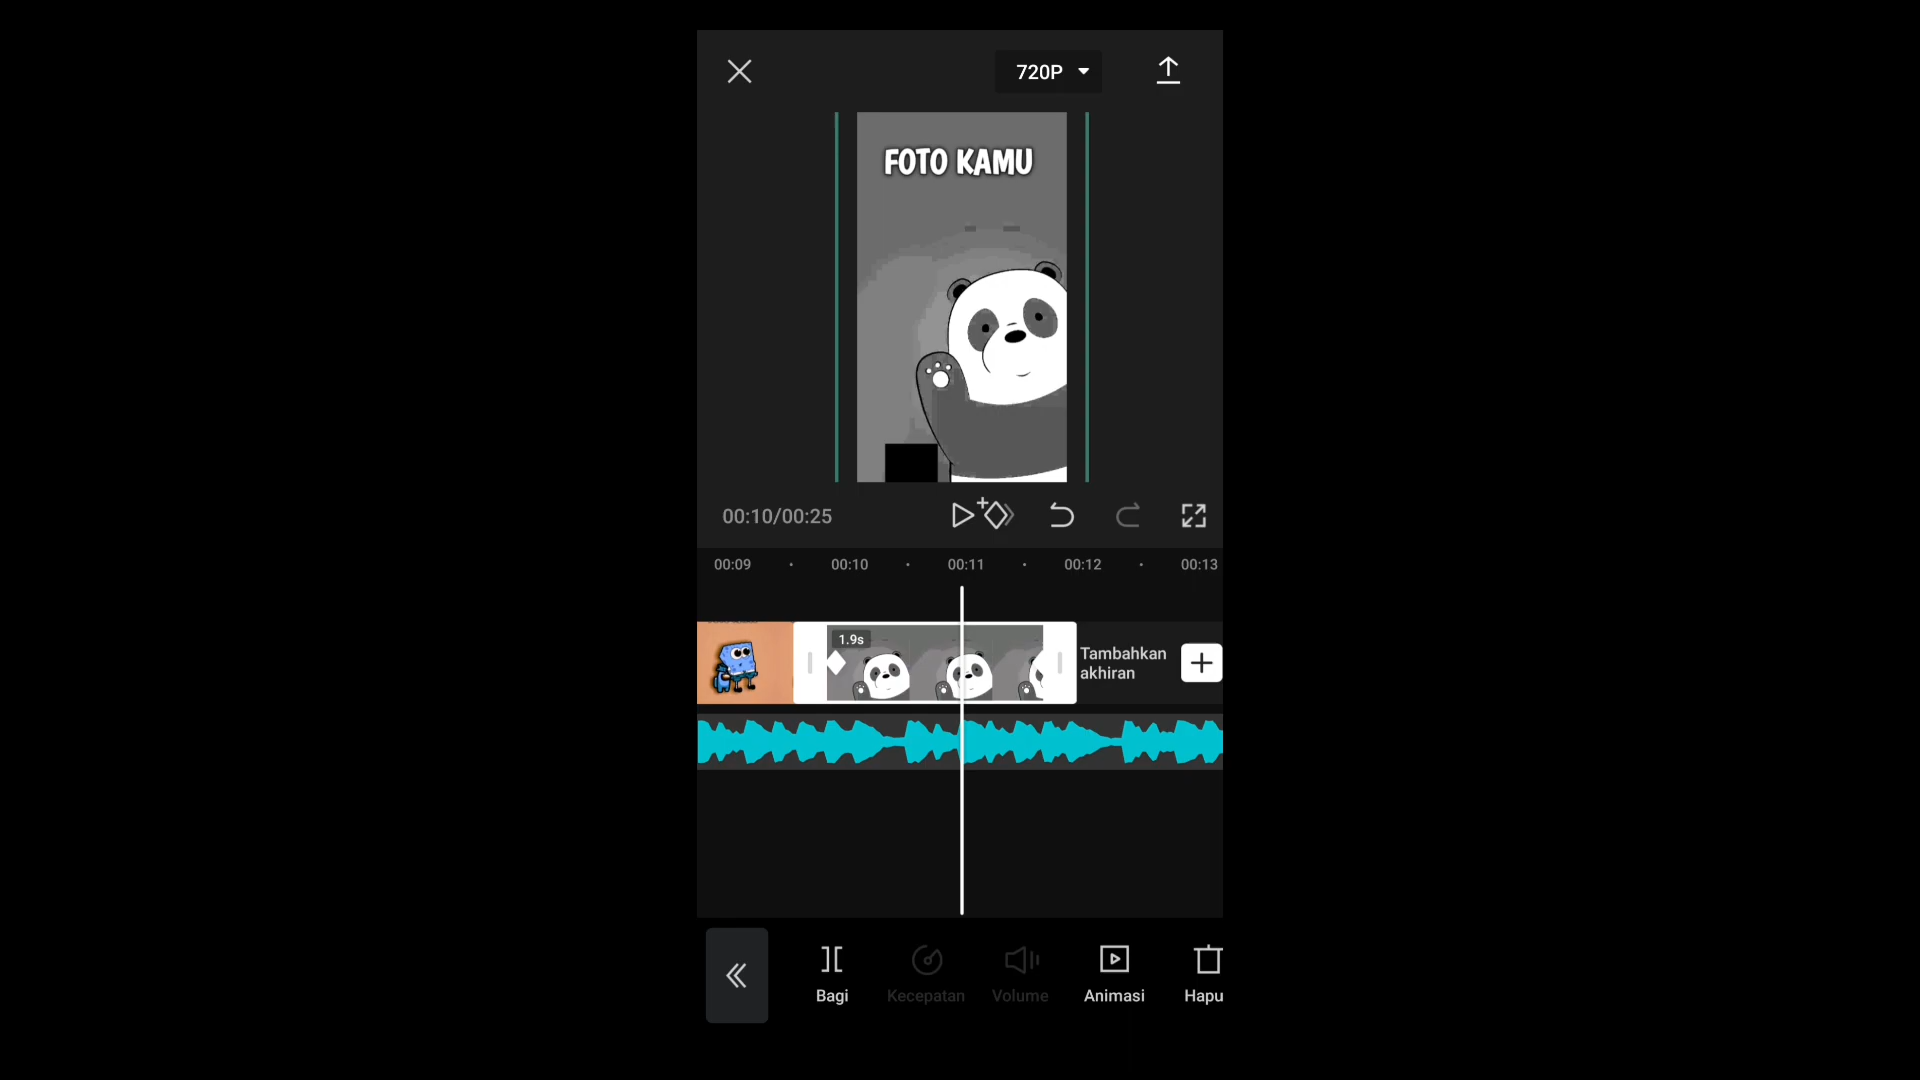 720P
FOTO KAMU
00:10/00:25
00:09 00:10 00:11 00:12 00:13
1.9s
Tambahkan
akhiran
Bagi Kecepatan Volume Animasi Hapu